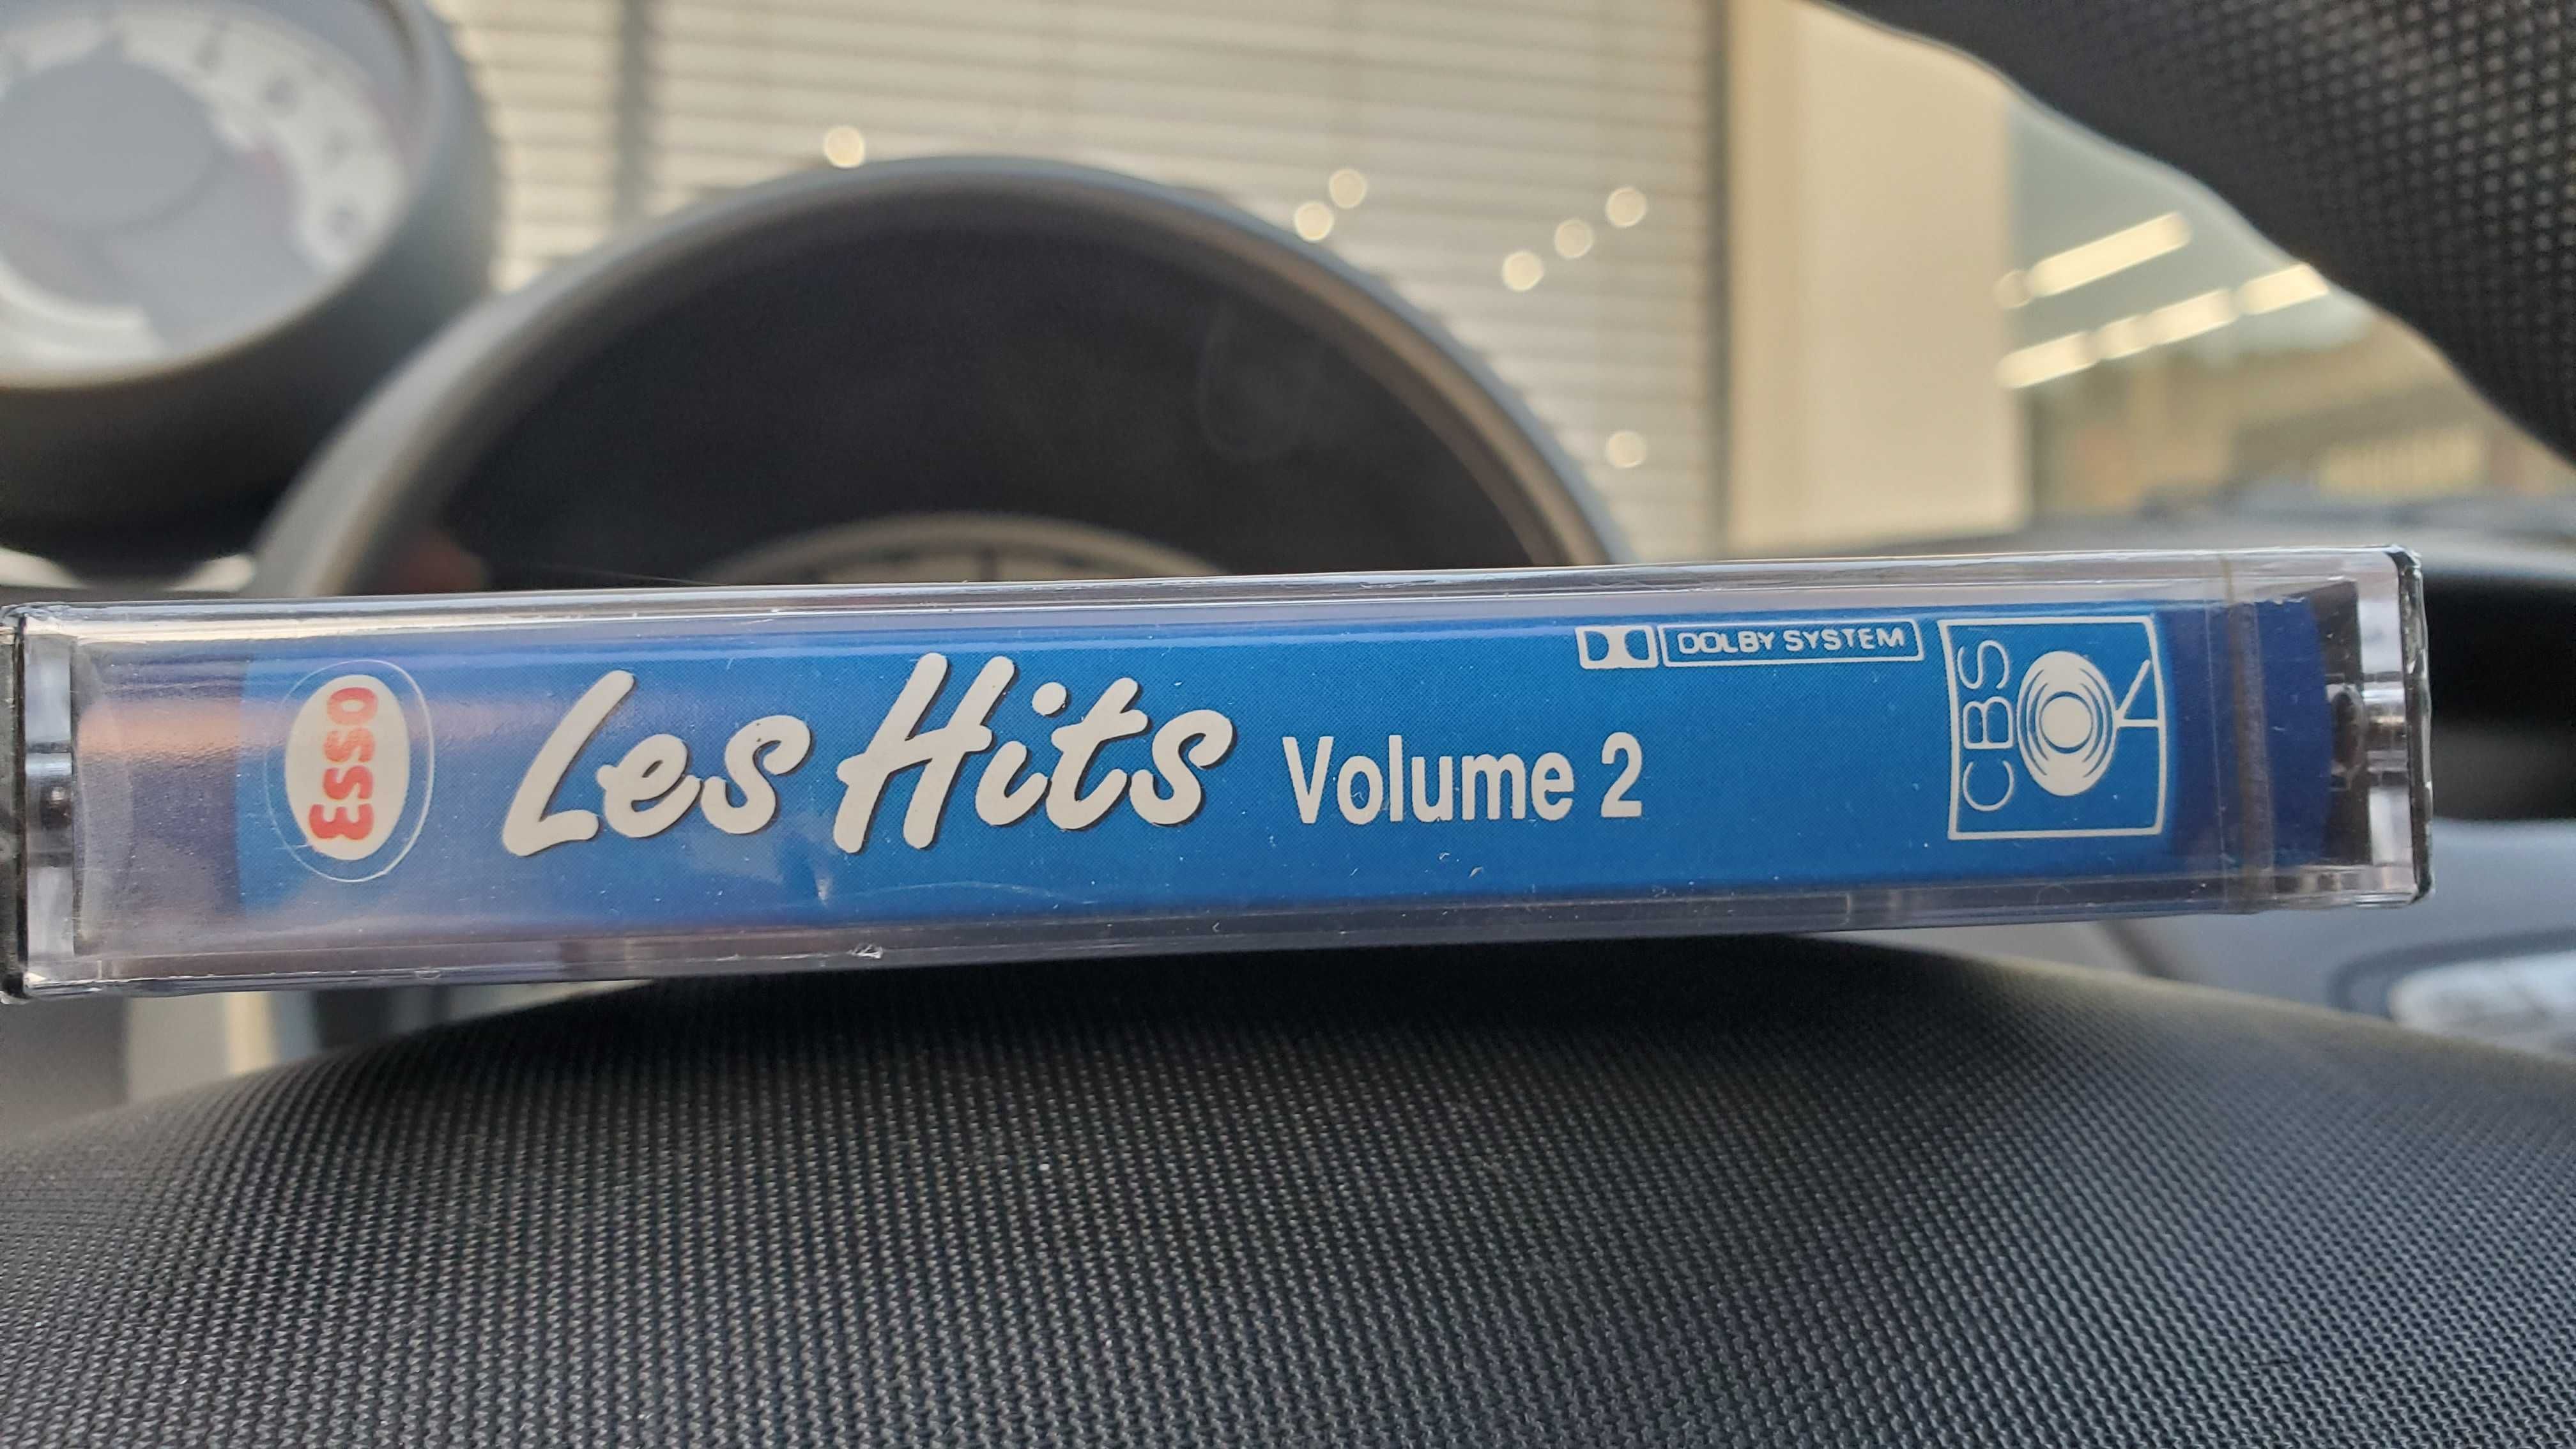 Esso
Les Hits Volume 2
DOLBY SYSTEM
CBS